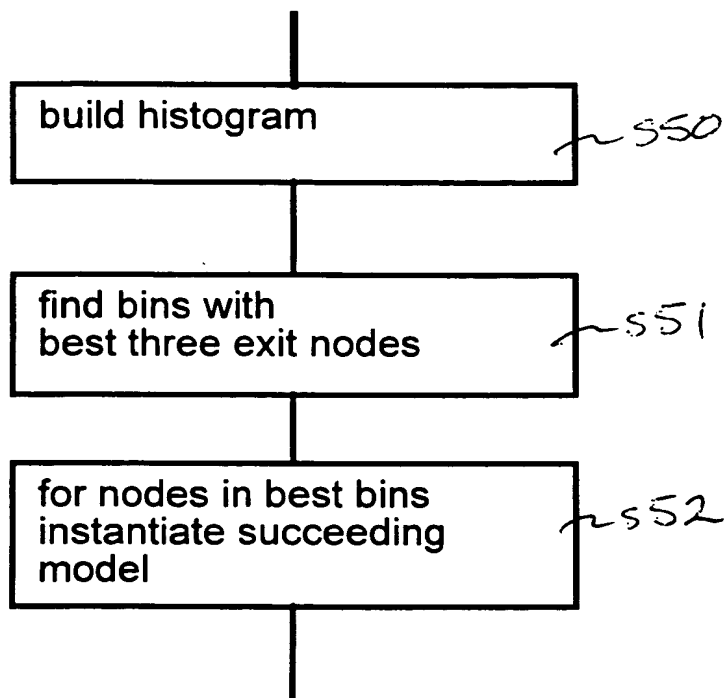 build histogram
s50
find bins with
best three exit nodes
s51
for nodes in best bins
instantiate succeeding
model
s52